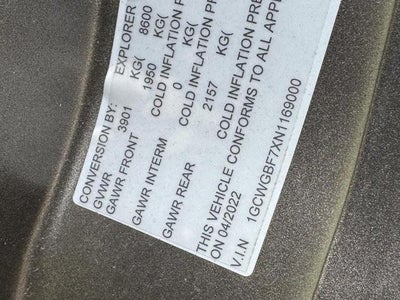 CONVERSION BY: EXPLORER
GVWR 3901 KG( 8600
GAWR FRONT 1950 KG(
COLD INFLATION PRE
GAWR INTERM 0 KG(
COLD INFLATION PR
GAWR REAR 2157 KG(
COLD INFLATION PRE
THIS VEHICLE CONFORMS TO ALL APP
ON 04/2022
V.I.N 1GCWGBF7XN1169000